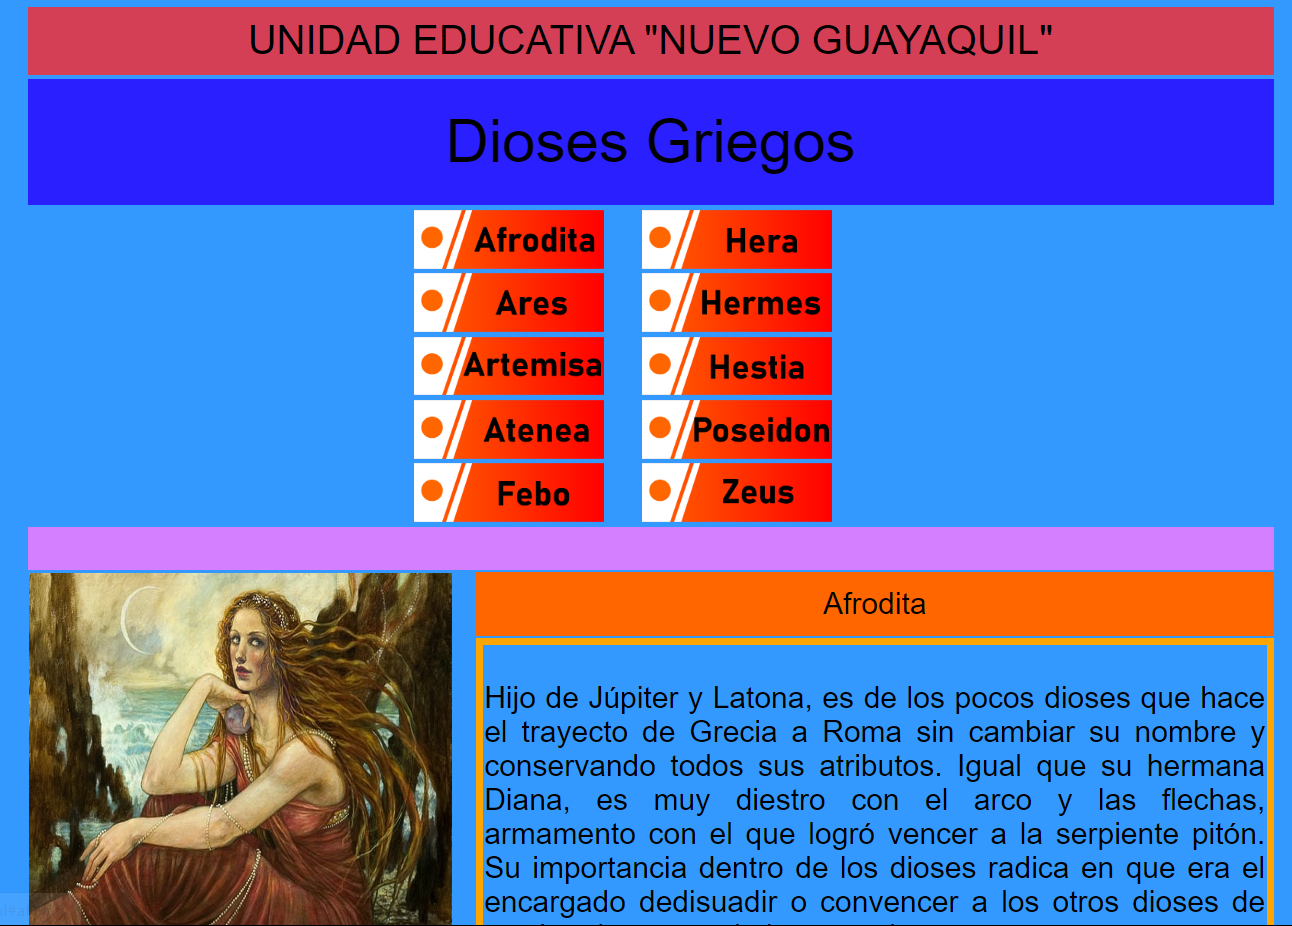 UNIDAD EDUCATIVA "NUEVO GUAYAQUIL"
Dioses Griegos
Afrodita
Hera
Ares
Hermes
Artemisa
Hestia
Atenea
Poseidon
Febo
Zeus
Afrodita
Hijo de Júpiter y Latona, es de los pocos dioses que hace
el trayecto de Grecia a Roma sin cambiar su nombre y
conservando todos sus atributos. Igual que su hermana
Diana, es muy diestro con el arco y las flechas,
armamento con el que logró vencer a la serpiente pitón.
Su importancia dentro de los dioses radica en que era el
encargado dedisuadir o convencer a los otros dioses de